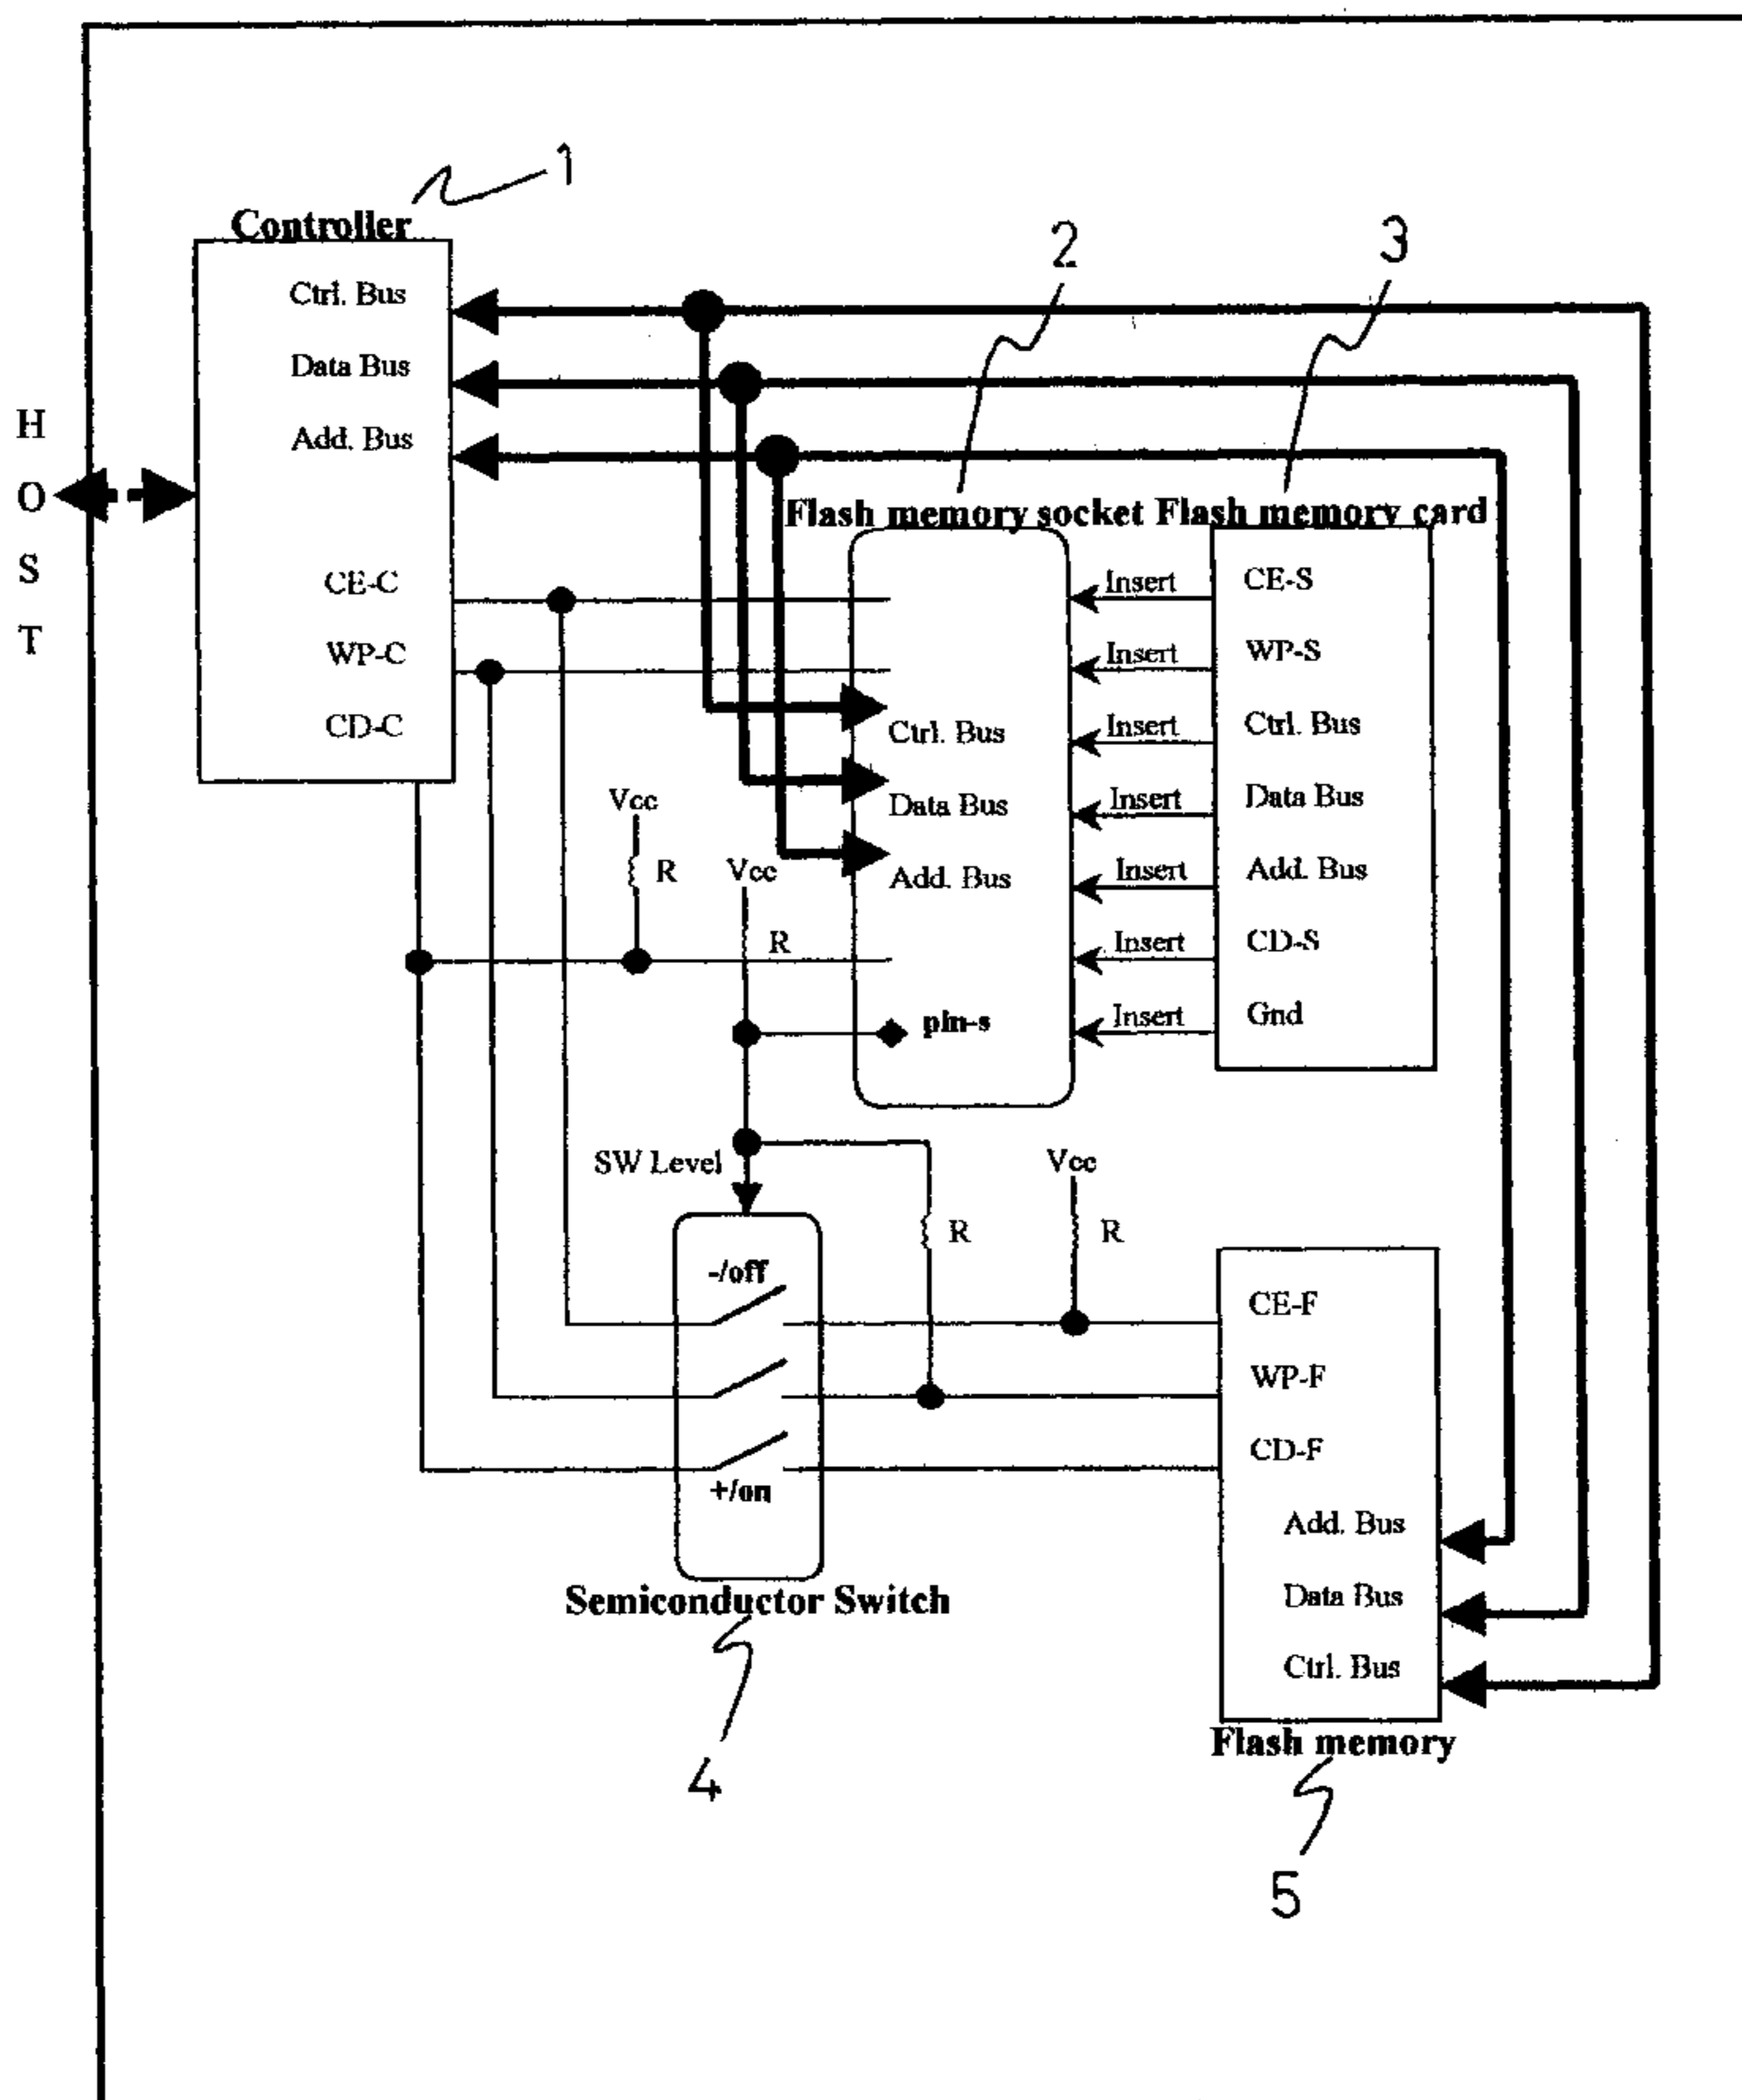 1
Controller
Ctrl. Bus
Data Bus
Add. Bus
CE-C
WP-C
CD-C
H
O
S
T
2
3
Flash memory socket
Flash memory card
Ctrl. Bus
Data Bus
Add. Bus
pin-s
Insert
Insert
Insert
Insert
Insert
Insert
Insert
CE-S
WP-S
Ctrl. Bus
Data Bus
Add. Bus
CD-S
Gnd
Vcc
R
Vcc
R
SW Level
R
Vcc
R
-/off
+/on
Semiconductor Switch
4
CE-F
WP-F
CD-F
Add. Bus
Data Bus
Ctrl. Bus
Flash memory
5